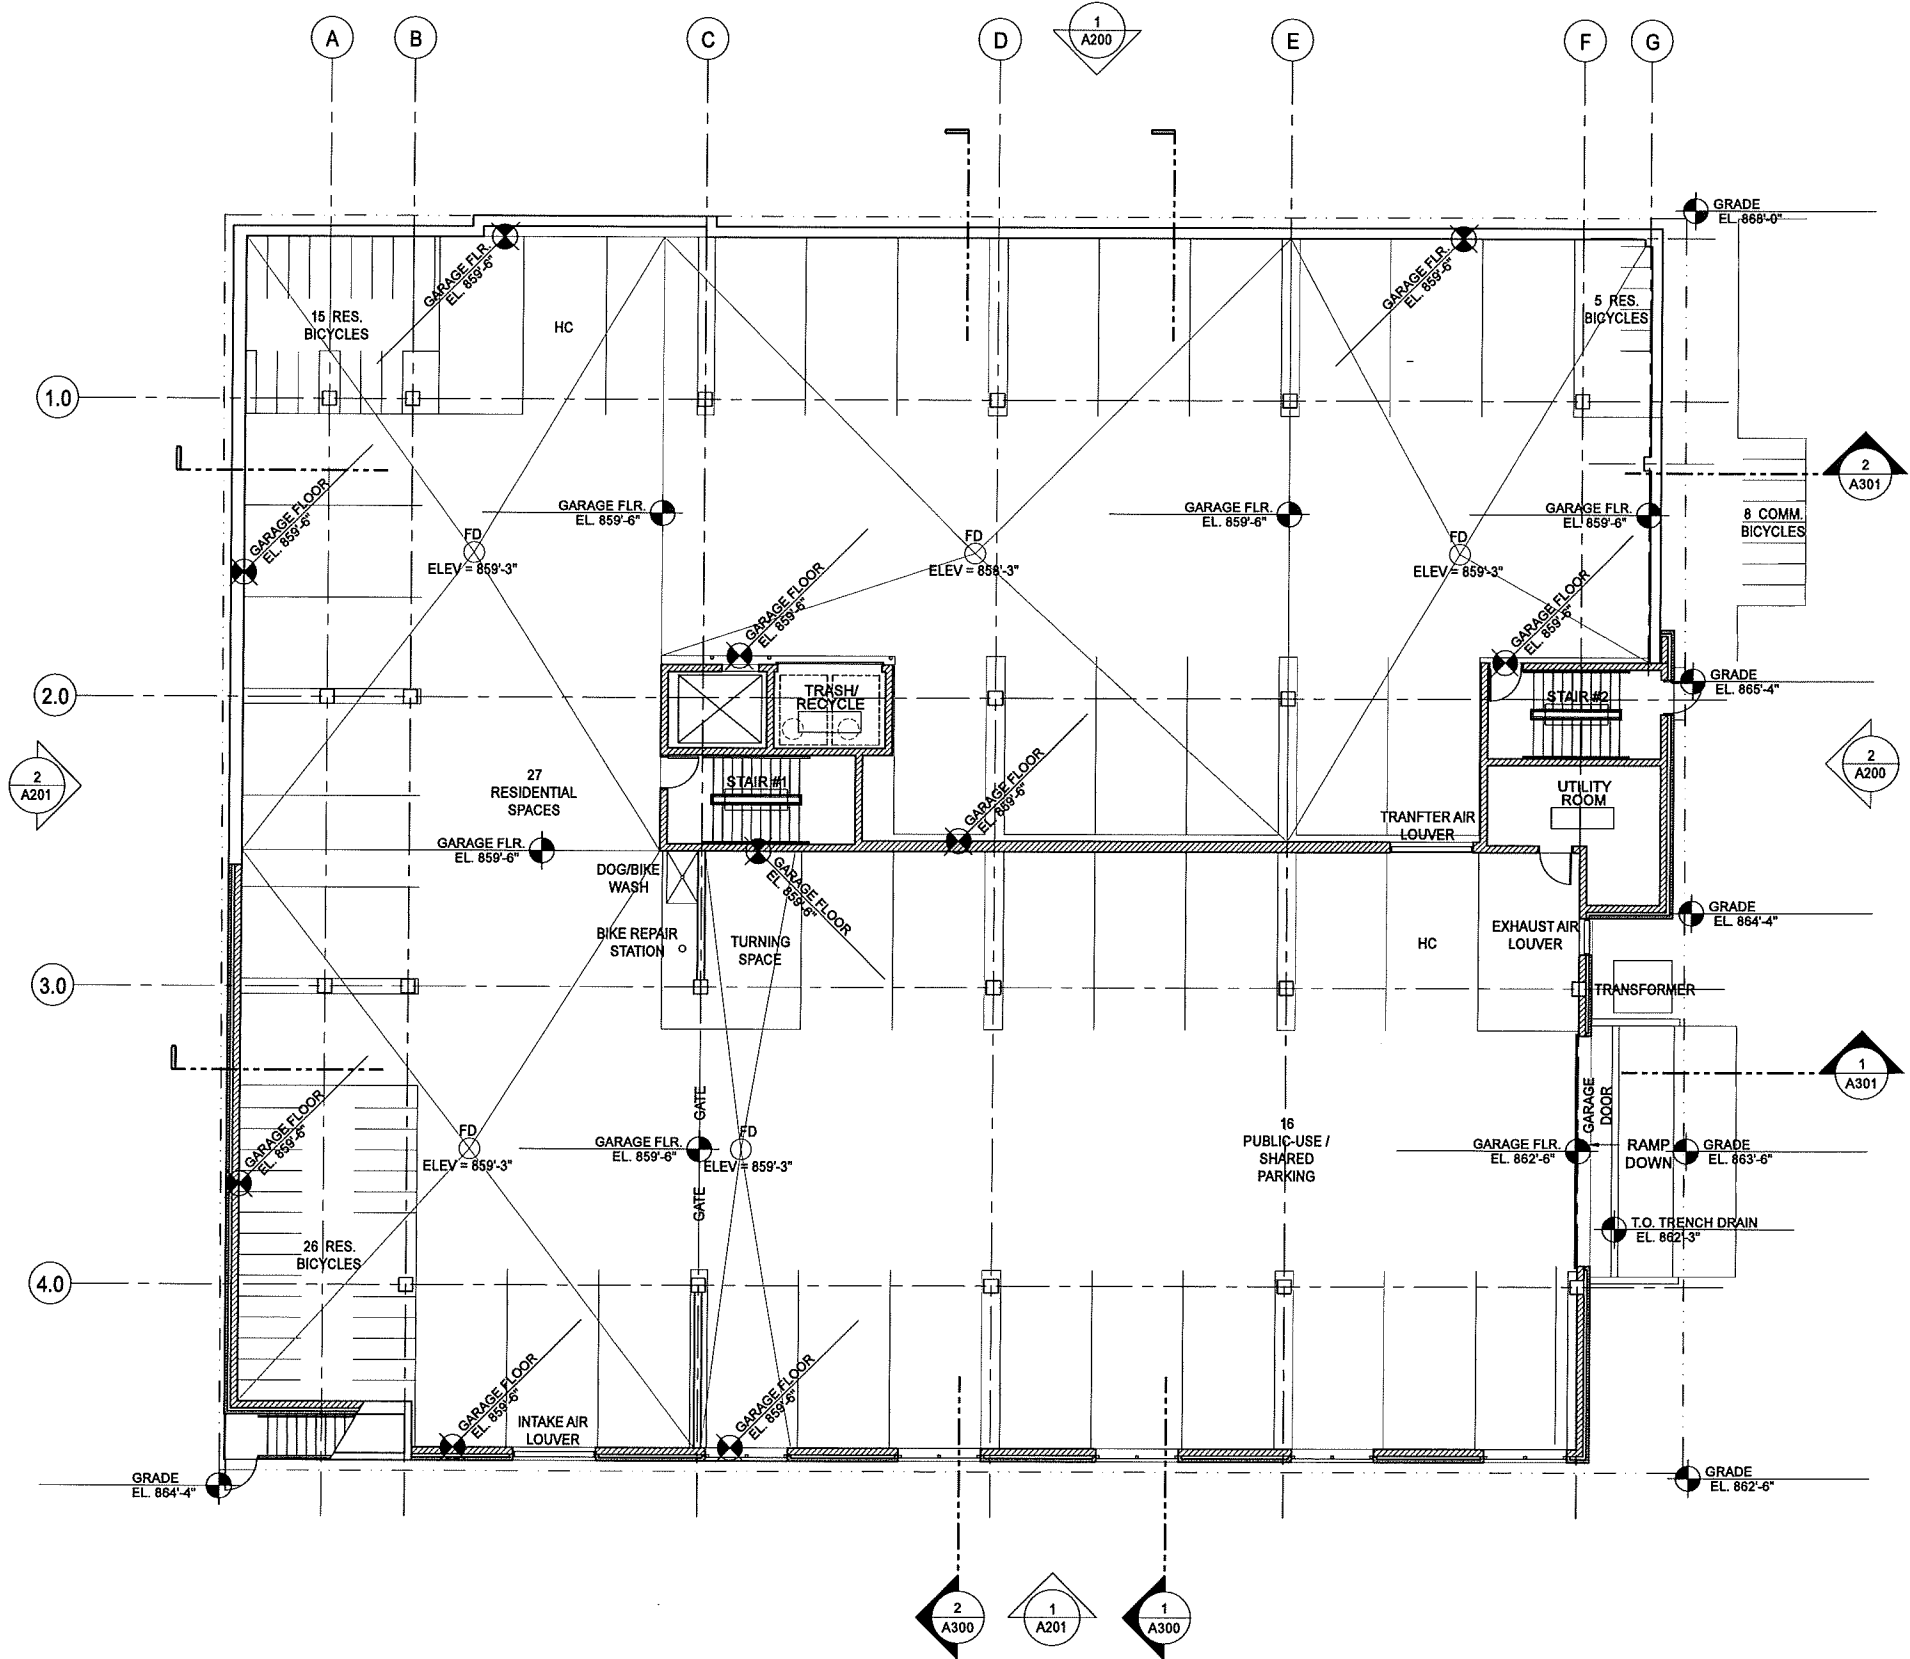 A
B
C
D
E
F
G
1
A200
GRADE
EL. 868'-0"
GARAGE FLR.
EL. 859'-6"
GARAGE FLR.
EL. 859'-6"
15 RES.
BICYCLES
HC
5 RES.
BICYCLES
1.0
2
A301
GARAGE FLOOR
EL. 859'-6"
GARAGE FLR.
EL. 859'-6"
GARAGE FLR.
EL. 859'-6"
GARAGE FLR.
EL. 859'-6"
8 COMM.
BICYCLES
FD
ELEV = 859'-3"
FD
ELEV = 858'-3"
FD
ELEV = 859'-3"
GARAGE FLOOR
EL. 859'-6"
GARAGE FLOOR
EL. 859'-6"
2.0
TRASH/
RECYCLE
STAIR #2
GRADE
EL. 865'-4"
2
A201
27
RESIDENTIAL
SPACES
STAIR #1
GARAGE FLOOR
EL. 859'-6"
UTILITY
ROOM
2
A200
TRANFTER AIR
LOUVER
GARAGE FLR.
EL. 859'-6"
DOG/BIKE
WASH
GARAGE FLOOR
EL. 859'-6"
GRADE
EL. 864'-4"
BIKE REPAIR
STATION
TURNING
SPACE
HC
EXHAUST AIR
LOUVER
3.0
TRANSFORMER
1
A301
GARAGE FLOOR
EL. 859'-6"
GATE
GATE
GARAGE
DOOR
FD
ELEV = 859'-3"
GARAGE FLR.
EL. 859'-6"
FD
ELEV = 859'-3"
16
PUBLIC-USE /
SHARED
PARKING
GARAGE FLR.
EL. 862'-6"
RAMP
DOWN
GRADE
EL. 863'-6"
T.O. TRENCH DRAIN
EL. 862'-3"
26 RES.
BICYCLES
4.0
GARAGE FLOOR
EL. 859'-6"
INTAKE AIR
LOUVER
GARAGE FLOOR
EL. 859'-6"
GRADE
EL. 864'-4"
GRADE
EL. 862'-6"
2
A300
1
A201
1
A300